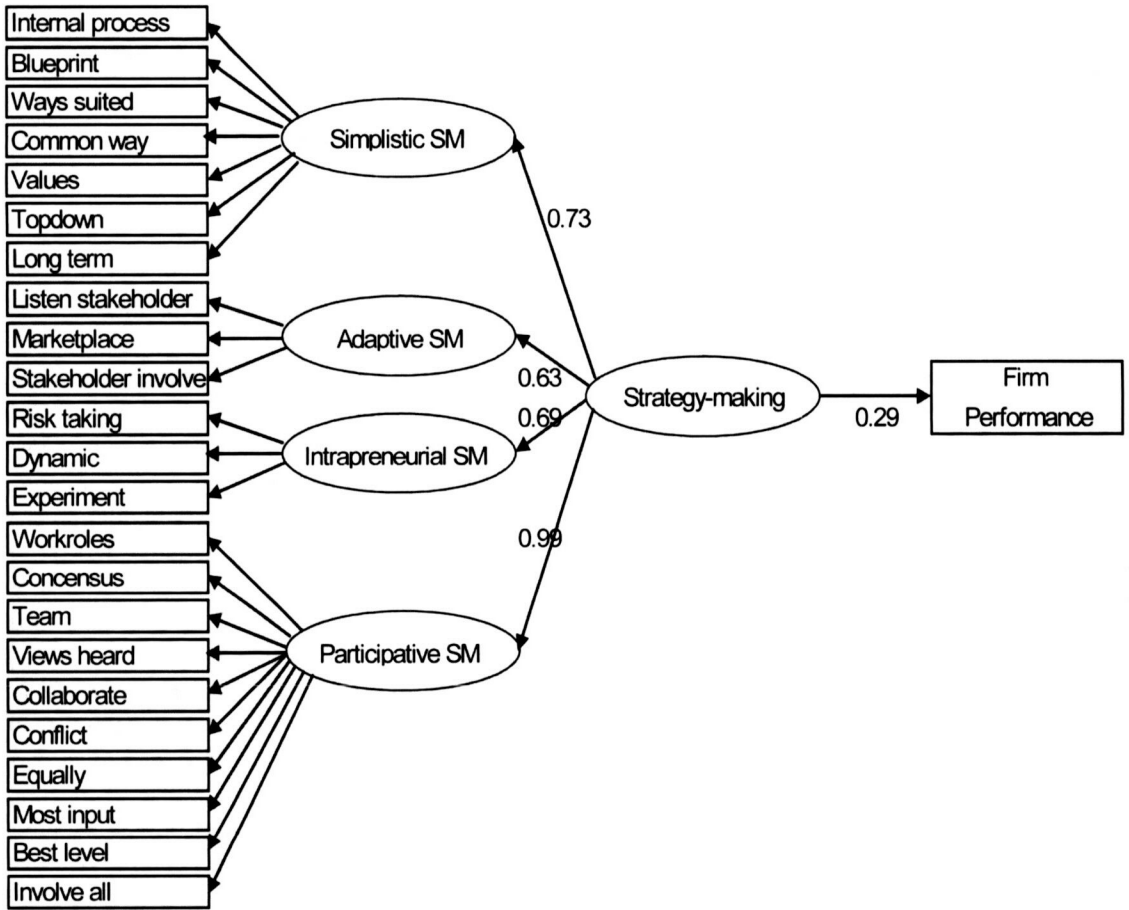 Internal process
Blueprint
Ways suited
Common way
Values
Topdown
Long term
Listen stakeholder
Marketplace
Stakeholder involve
Risk taking
Dynamic
Experiment
Workroles
Concensus
Team
Views heard
Collaborate
Conflict
Equally
Most input
Best level
Involve all
Simplistic SM
Adaptive SM
Intrapreneurial SM
Participative SM
0.73
0.63
0.69
0.99
Strategy-making
0.29
Firm
Performance